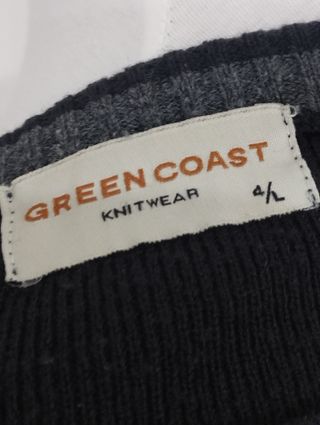 GREEN COAST
KNITWEAR 4/L